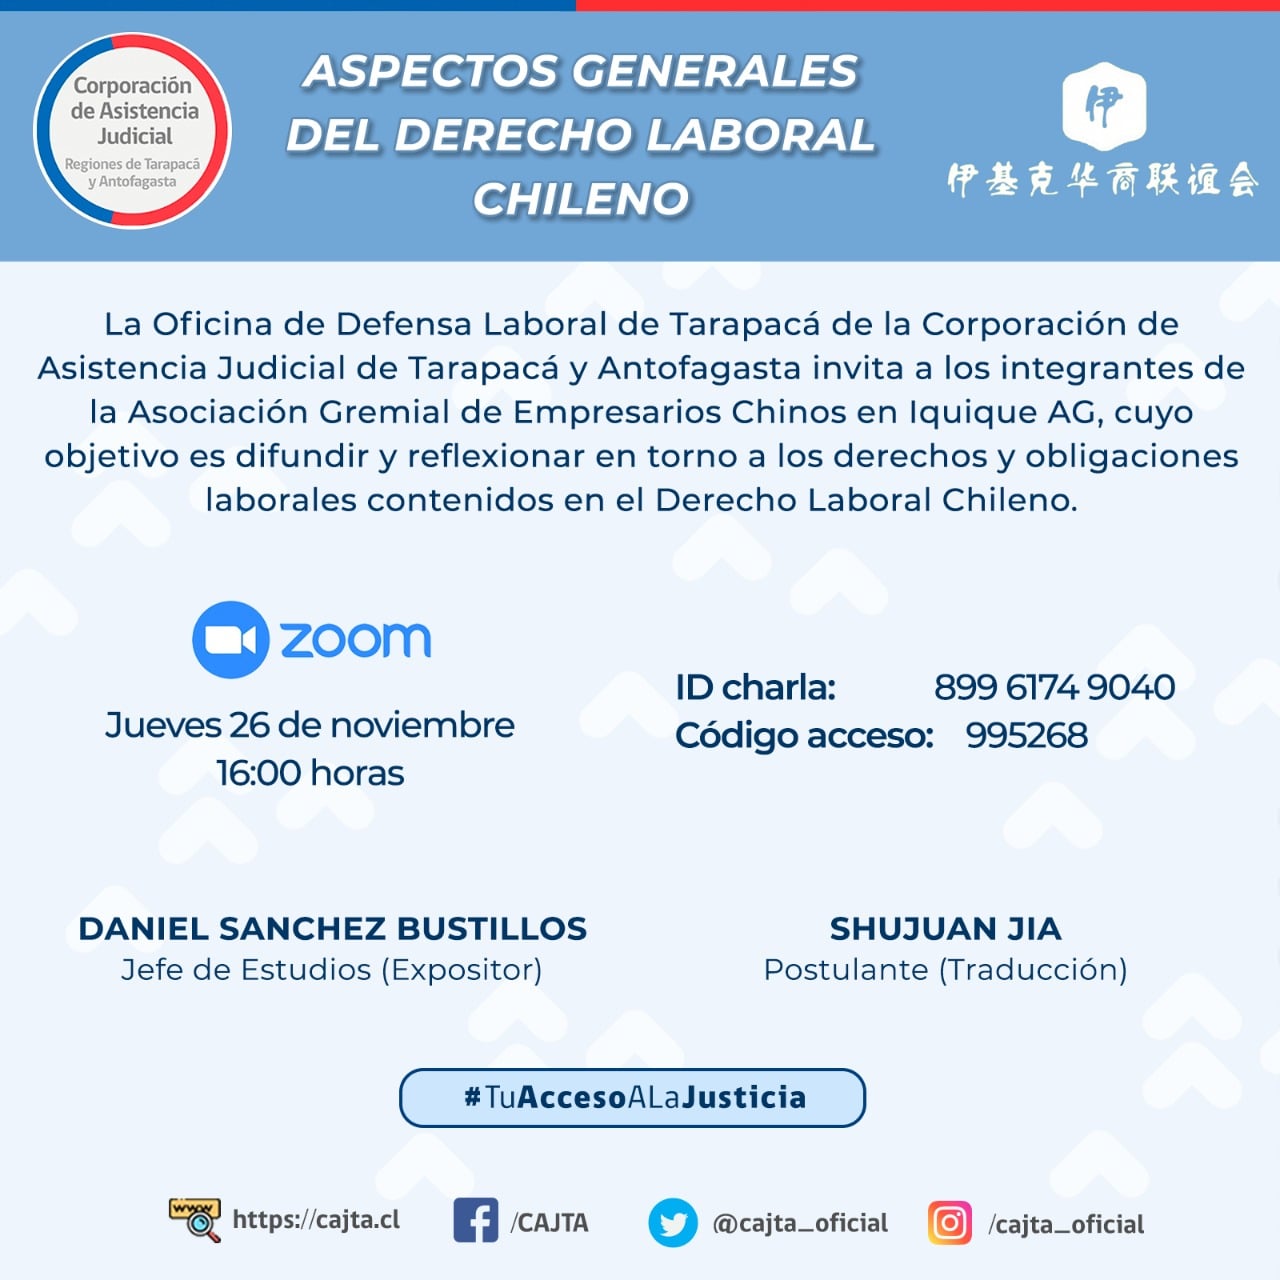 Corporación
de Asistencia
Judicial
Regiones de Tarapacá
y Antofagasta
ASPECTOS GENERALES
DEL DERECHO LABORAL
CHILENO
伊
伊基克华商联谊会
La Oficina de Defensa Laboral de Tarapacá de la Corporación de
Asistencia Judicial de Tarapacá y Antofagasta invita a los integrantes de
la Asociación Gremial de Empresarios Chinos en Iquique AG, cuyo
objetivo es difundir y reflexionar en torno a los derechos y obligaciones
laborales contenidos en el Derecho Laboral Chileno.
zoom
Jueves 26 de noviembre
16:00 horas
ID charla: 899 6174 9040
Código acceso: 995268
DANIEL SANCHEZ BUSTILLOS
Jefe de Estudios (Expositor)
SHUJUAN JIA
Postulante (Traducción)
#TuAccesoALaJusticia
www https://cajta.cl
/CAJTA
@cajta_oficial
/cajta_oficial